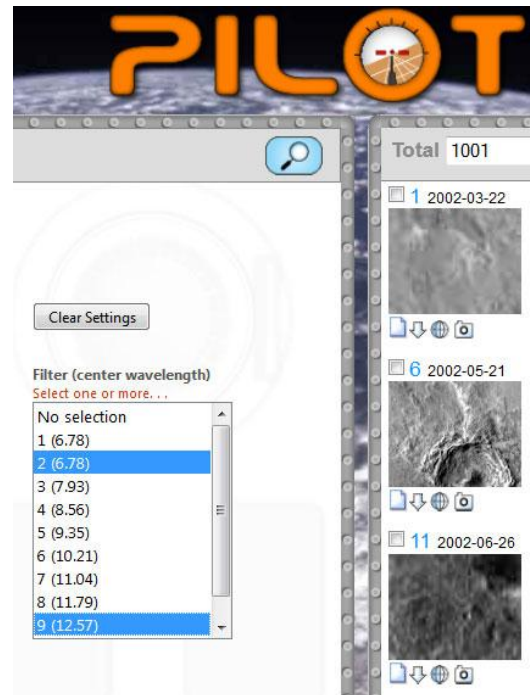 PILOT
Clear Settings
Filter (center wavelength)
Select one or more. . .
No selection
1 (6.78)
2 (6.78)
3 (7.93)
4 (8.56)
5 (9.35)
6 (10.21)
7 (11.04)
8 (11.79)
9 (12.57)
Total 1001
1 2002-03-22
6 2002-05-21
11 2002-06-26